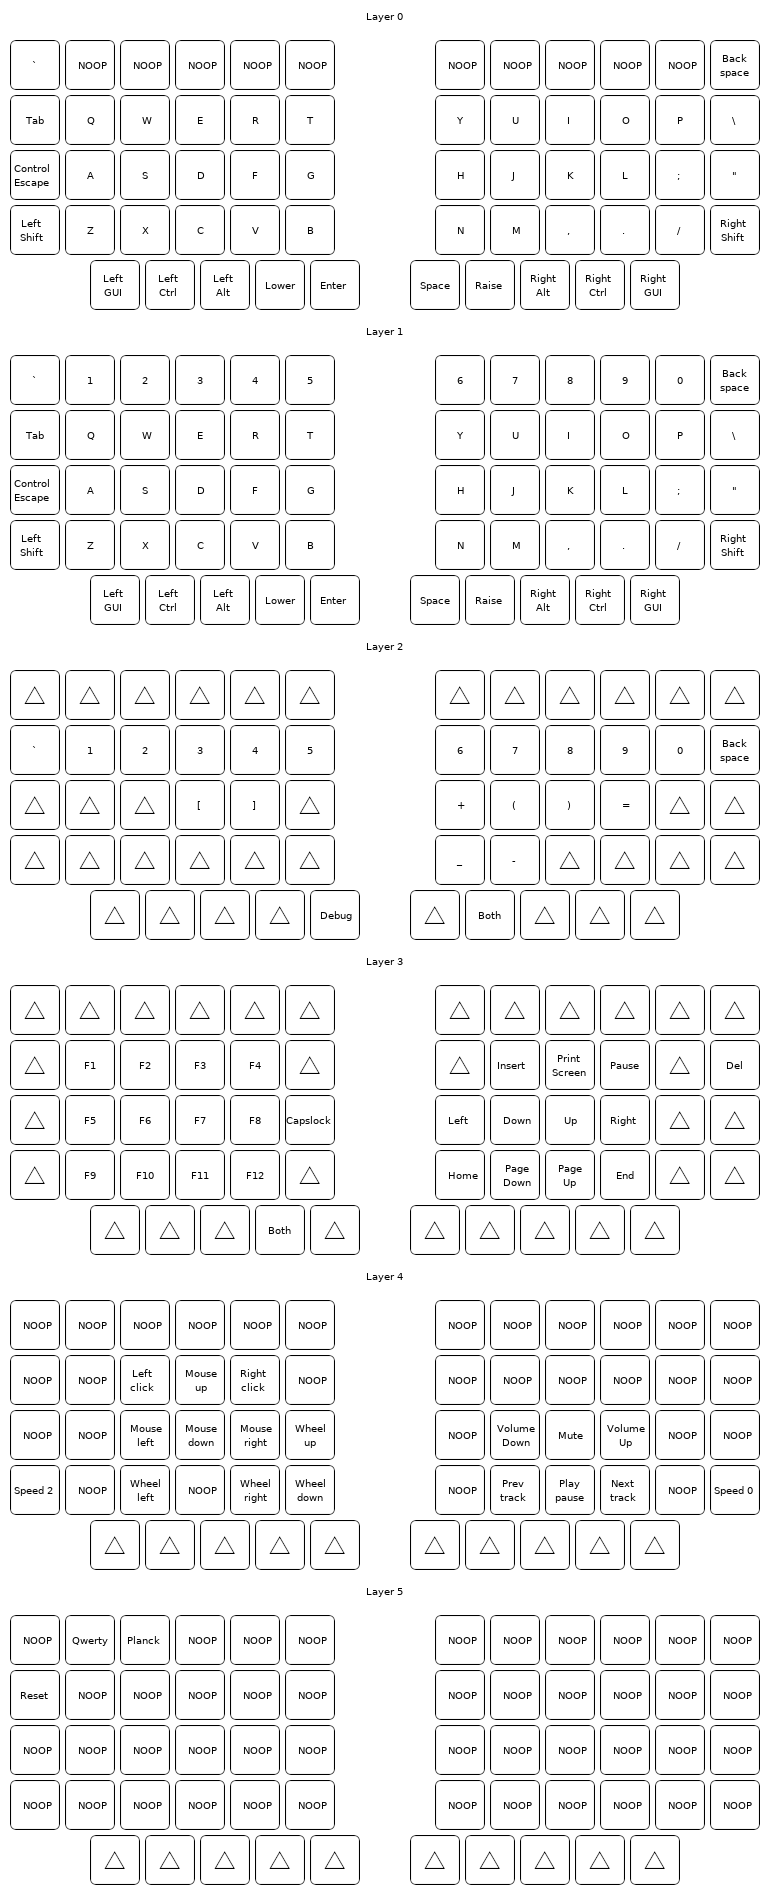 Layer 0
` NOOP NOOP NOOP NOOP NOOP NOOP NOOP NOOP NOOP NOOP Back space
Tab Q W E R T Y U I O P \
Control Escape A S D F G H J K L ; "
Left Shift Z X C V B N M , . / Right Shift
Left GUI Left Ctrl Left Alt Lower Enter Space Raise Right Alt Right Ctrl Right GUI
Layer 1
` 1 2 3 4 5 6 7 8 9 0 Back space
Tab Q W E R T Y U I O P \
Control Escape A S D F G H J K L ; "
Left Shift Z X C V B N M , . / Right Shift
Left GUI Left Ctrl Left Alt Lower Enter Space Raise Right Alt Right Ctrl Right GUI
Layer 2
` 1 2 3 4 5 6 7 8 9 0 Back space
[ ] + ( ) =
_ -
Debug Both
Layer 3
F1 F2 F3 F4 Insert Print Screen Pause Del
F5 F6 F7 F8 Capslock Left Down Up Right
F9 F10 F11 F12 Home Page Down Page Up End
Both
Layer 4
NOOP NOOP NOOP NOOP NOOP NOOP NOOP NOOP NOOP NOOP NOOP NOOP
NOOP NOOP Left click Mouse up Right click NOOP NOOP NOOP NOOP NOOP NOOP NOOP
NOOP NOOP Mouse left Mouse down Mouse right Wheel up NOOP Volume Down Mute Volume Up NOOP NOOP
Speed 2 NOOP Wheel left NOOP Wheel right Wheel down NOOP Prev track Play pause Next track NOOP Speed 0
Layer 5
NOOP Qwerty Planck NOOP NOOP NOOP NOOP NOOP NOOP NOOP NOOP NOOP
Reset NOOP NOOP NOOP NOOP NOOP NOOP NOOP NOOP NOOP NOOP NOOP
NOOP NOOP NOOP NOOP NOOP NOOP NOOP NOOP NOOP NOOP NOOP NOOP
NOOP NOOP NOOP NOOP NOOP NOOP NOOP NOOP NOOP NOOP NOOP NOOP